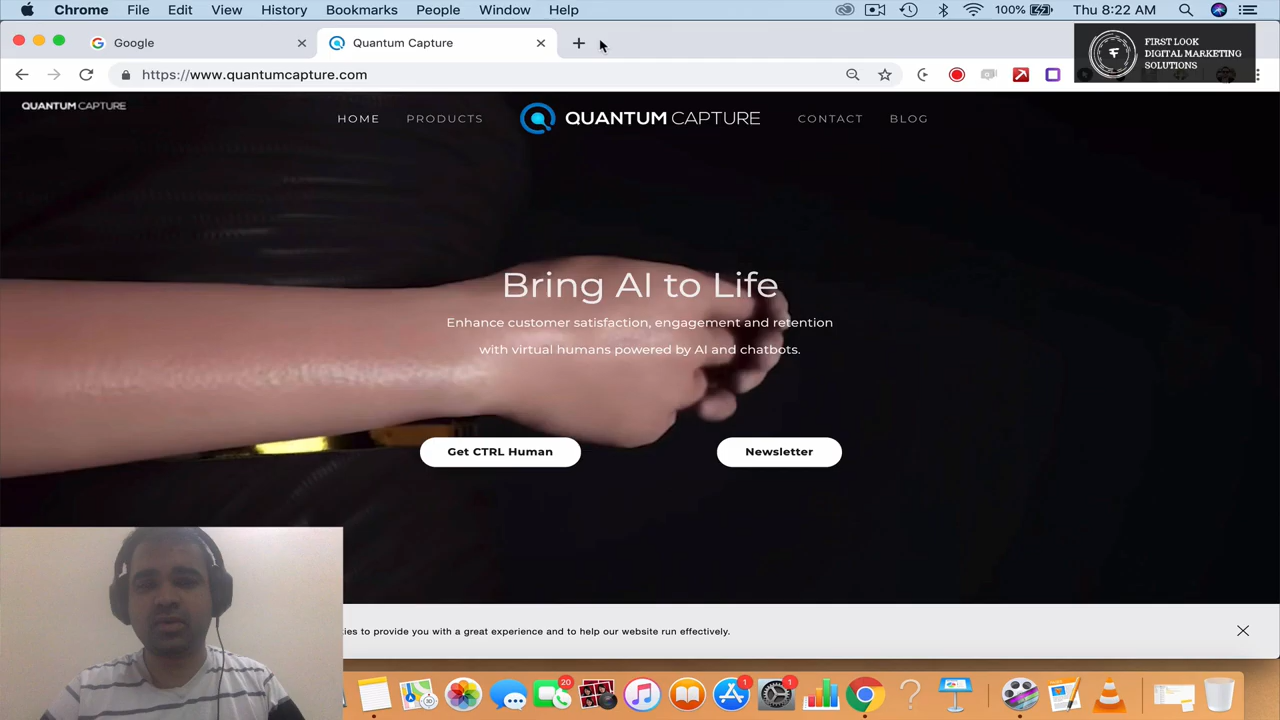 Chrome File Edit View History Bookmarks People Window Help 100% Thu 8:22 AM
Google Quantum Capture
https://www.quantumcapture.com
FIRST LOOK
DIGITAL MARKETING
SOLUTIONS
QUANTUM CAPTURE
HOME PRODUCTS QUANTUM CAPTURE CONTACT BLOG
Bring AI to Life
Enhance customer satisfaction, engagement and retention
with virtual humans powered by AI and chatbots.
Get CTRL Human Newsletter
to provide you with a great experience and to help our website run effectively.
20 1 1